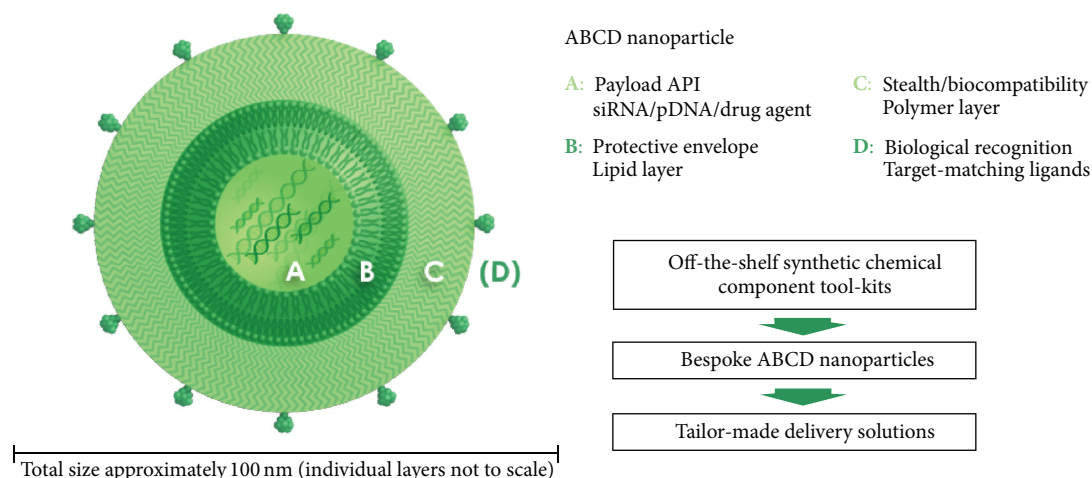 A
B
C
(D)
Total size approximately 100 nm (individual layers not to scale)
ABCD nanoparticle
A: Payload API
siRNA/pDNA/drug agent
B: Protective envelope
Lipid layer
C: Stealth/biocompatibility
Polymer layer
D: Biological recognition
Target-matching ligands
Off-the-shelf synthetic chemical
component tool-kits
Bespoke ABCD nanoparticles
Tailor-made delivery solutions